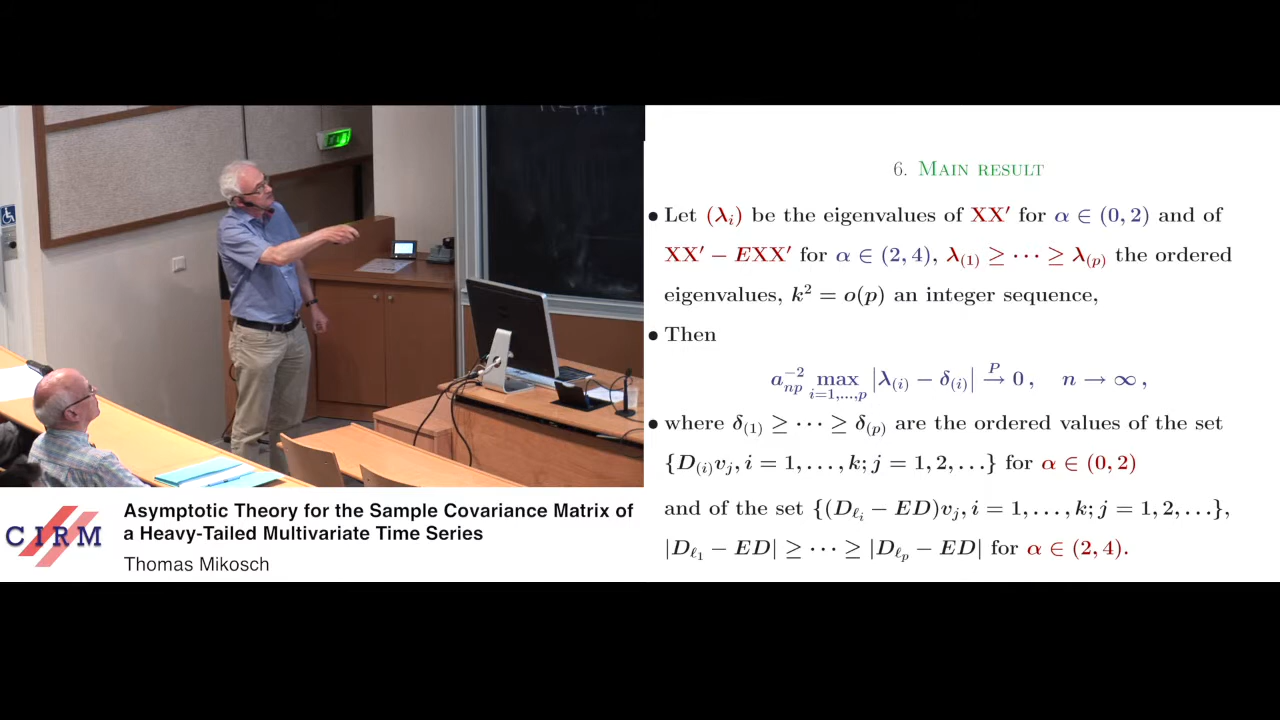 6. Main result
• Let (λ_i) be the eigenvalues of XX′ for α ∈ (0, 2) and of
XX′ − EXX′ for α ∈ (2, 4), λ_(1) ≥ ⋯ ≥ λ_(p) the ordered
eigenvalues, k² = o(p) an integer sequence,
• Then
a_{np}^{−2} max_{i=1,…,p} |λ_(i) − δ_(i)| →^P 0 ,   n → ∞ ,
• where δ_(1) ≥ ⋯ ≥ δ_(p) are the ordered values of the set
{D_(i)v_j, i = 1, …, k; j = 1, 2, …} for α ∈ (0, 2)
and of the set {(D_{ℓ_i} − ED)v_j, i = 1, …, k; j = 1, 2, …},
|D_{ℓ_1} − ED| ≥ ⋯ ≥ |D_{ℓ_p} − ED| for α ∈ (2, 4).
CIRM
Asymptotic Theory for the Sample Covariance Matrix of
a Heavy-Tailed Multivariate Time Series
Thomas Mikosch